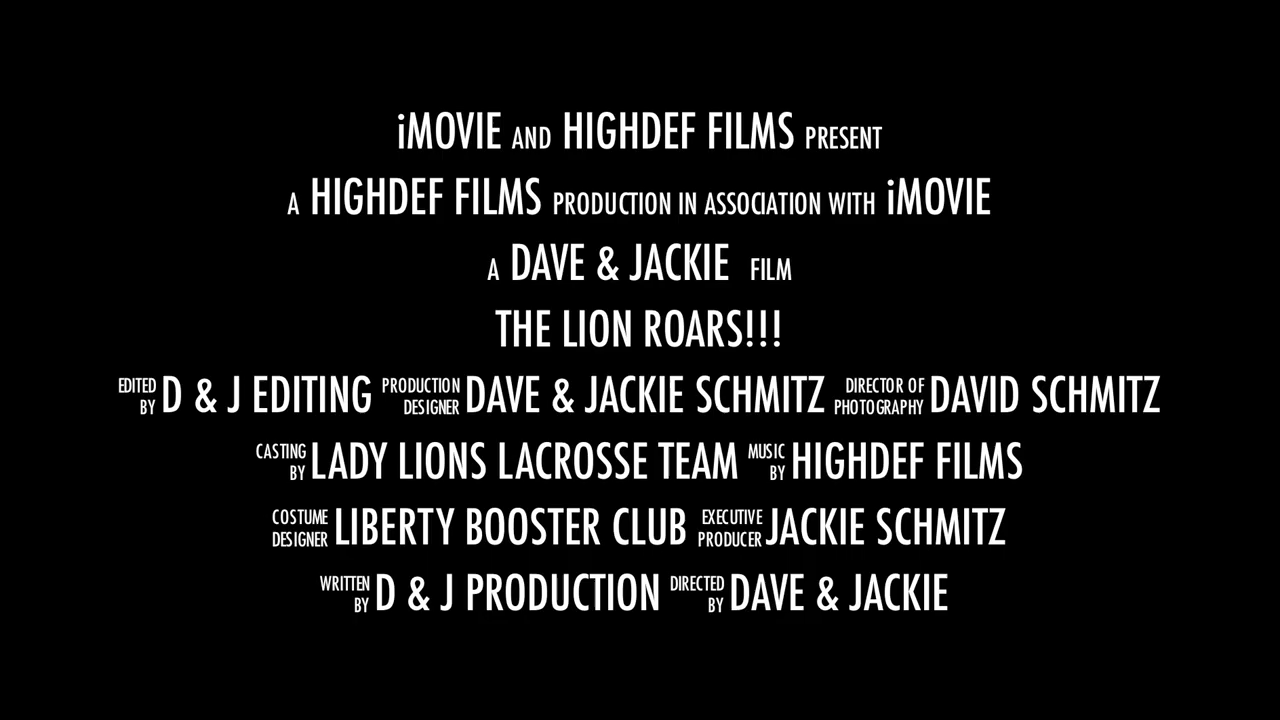 iMOVIE AND HIGHDEF FILMS PRESENT
A HIGHDEF FILMS PRODUCTION IN ASSOCIATION WITH iMOVIE
A DAVE & JACKIE FILM
THE LION ROARS!!!
EDITED BY D & J EDITING PRODUCTION DESIGNER DAVE & JACKIE SCHMITZ DIRECTOR OF PHOTOGRAPHY DAVID SCHMITZ
CASTING BY LADY LIONS LACROSSE TEAM MUSIC BY HIGHDEF FILMS
COSTUME DESIGNER LIBERTY BOOSTER CLUB EXECUTIVE PRODUCER JACKIE SCHMITZ
WRITTEN BY D & J PRODUCTION DIRECTED BY DAVE & JACKIE